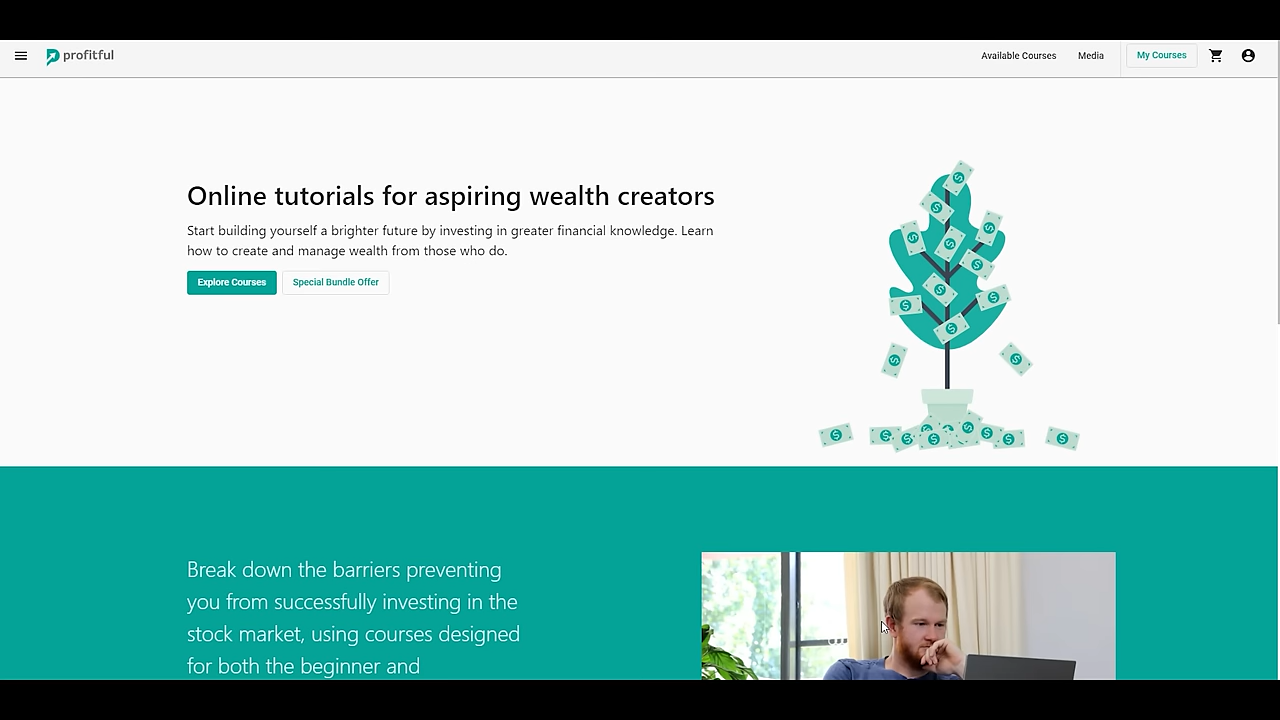 profitful
Available Courses
Media
My Courses
Online tutorials for aspiring wealth creators
Start building yourself a brighter future by investing in greater financial knowledge. Learn
how to create and manage wealth from those who do.
Explore Courses
Special Bundle Offer
Break down the barriers preventing
you from successfully investing in the
stock market, using courses designed
for both the beginner and